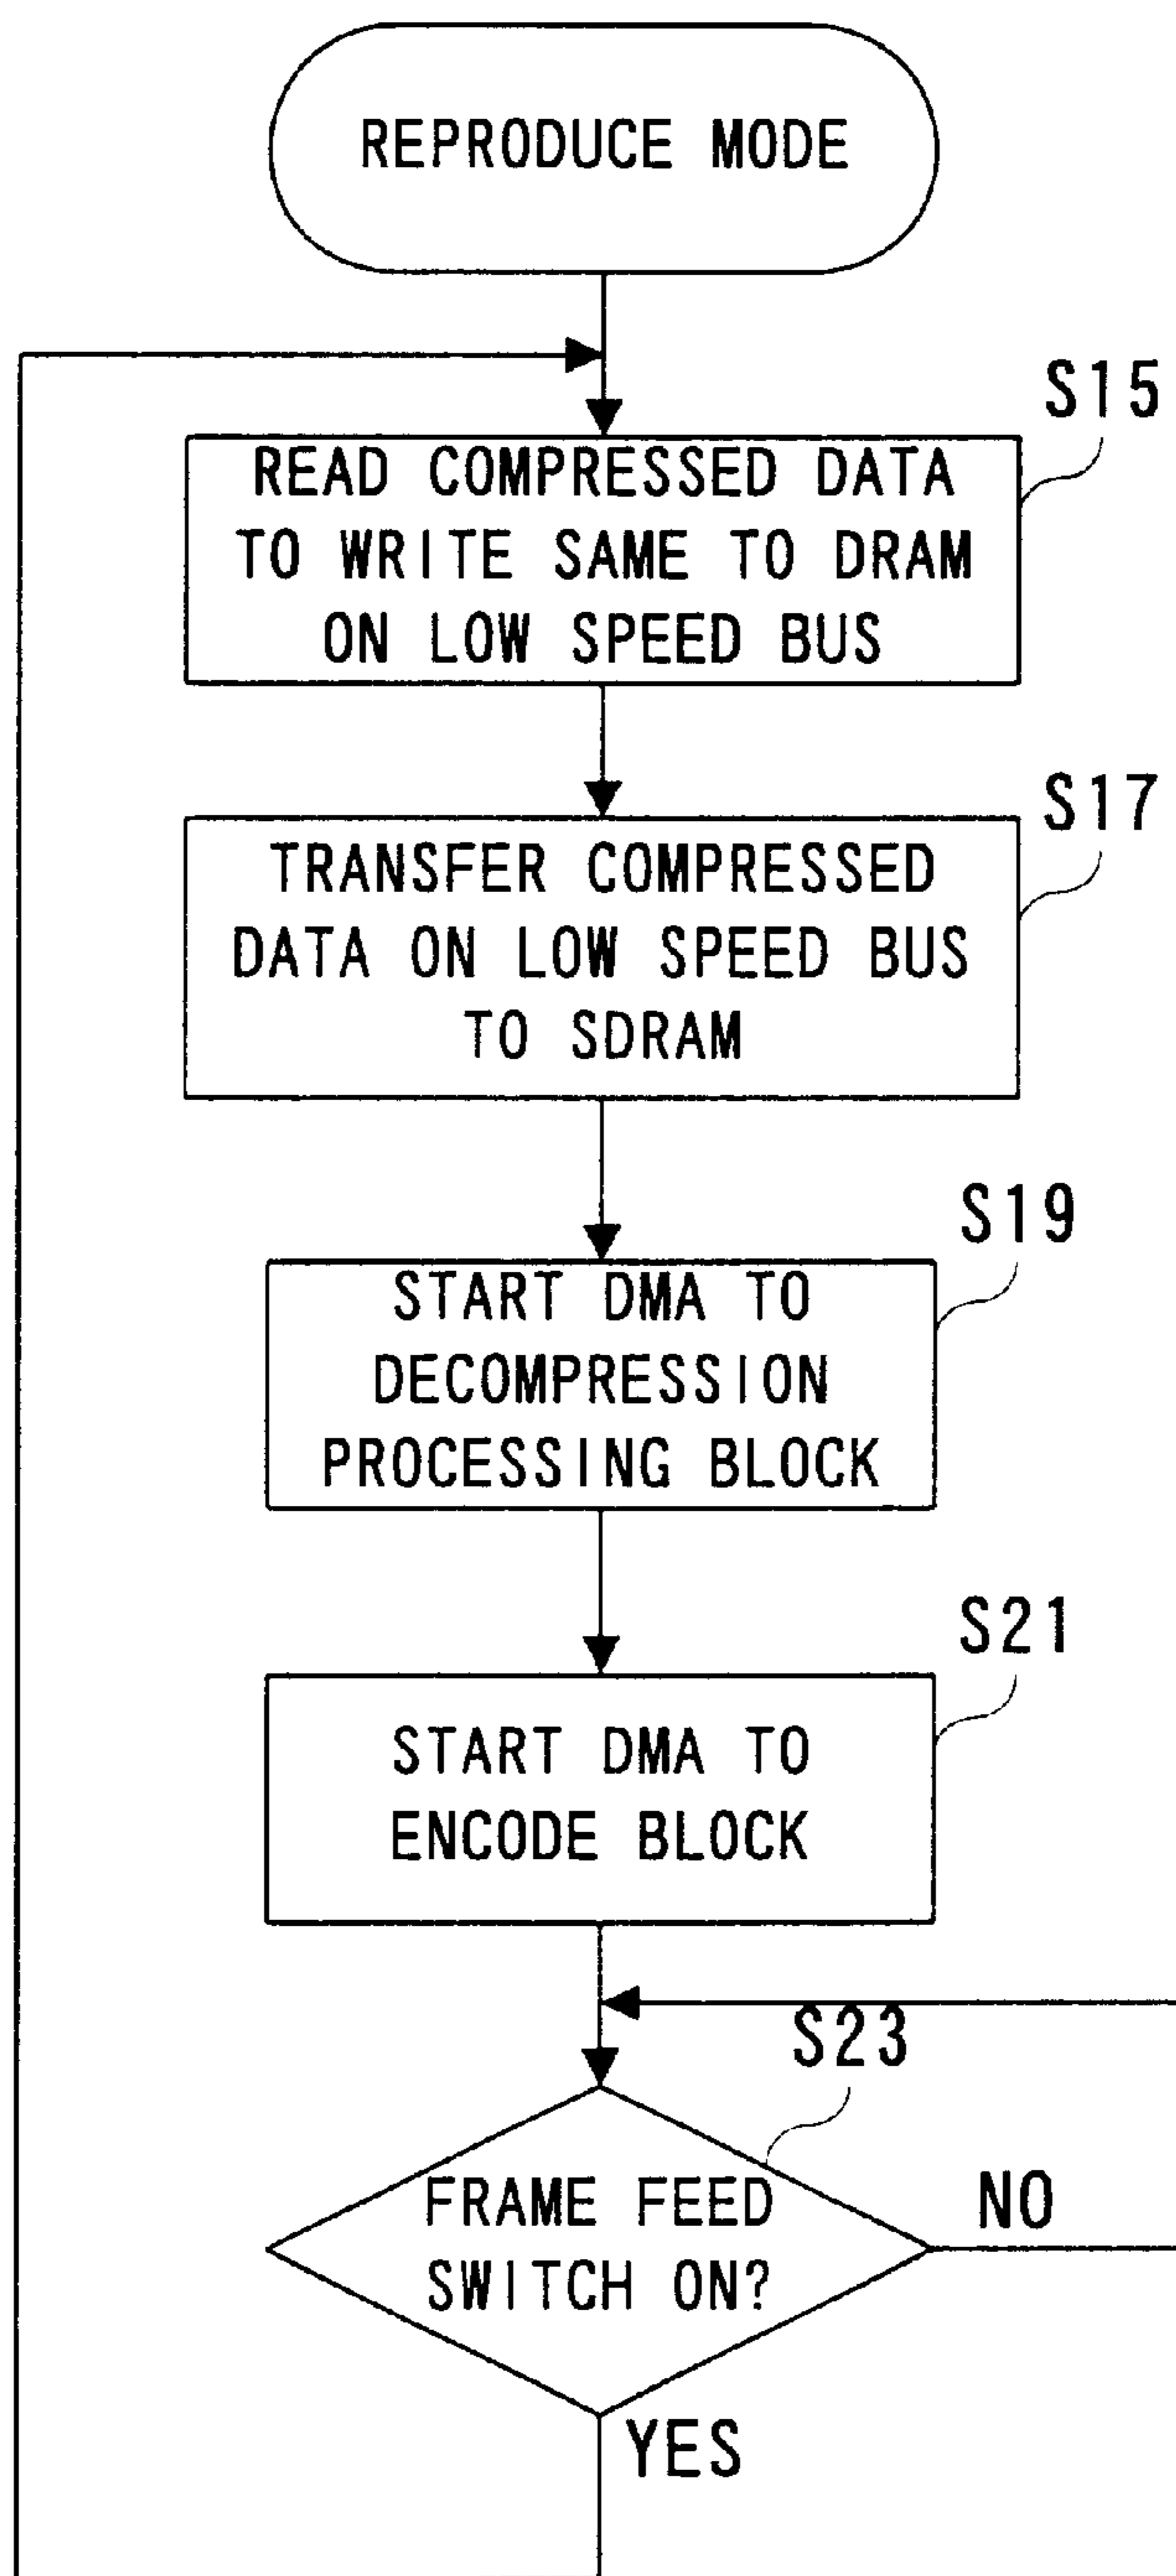 REPRODUCE MODE
S15
READ COMPRESSED DATA
TO WRITE SAME TO DRAM
ON LOW SPEED BUS
S17
TRANSFER COMPRESSED
DATA ON LOW SPEED BUS
TO SDRAM
S19
START DMA TO
DECOMPRESSION
PROCESSING BLOCK
S21
START DMA TO
ENCODE BLOCK
S23
FRAME FEED
SWITCH ON?
NO
YES